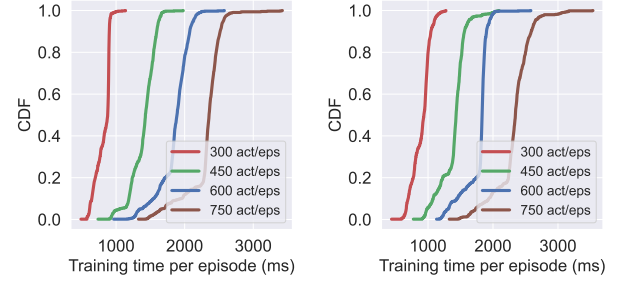 1.0
0.8
0.6
0.4
0.2
0.0
CDF
300 act/eps
450 act/eps
600 act/eps
750 act/eps
1000 2000 3000
Training time per episode (ms)
1.0
0.8
0.6
0.4
0.2
0.0
CDF
300 act/eps
450 act/eps
600 act/eps
750 act/eps
1000 2000 3000
Training time per episode (ms)